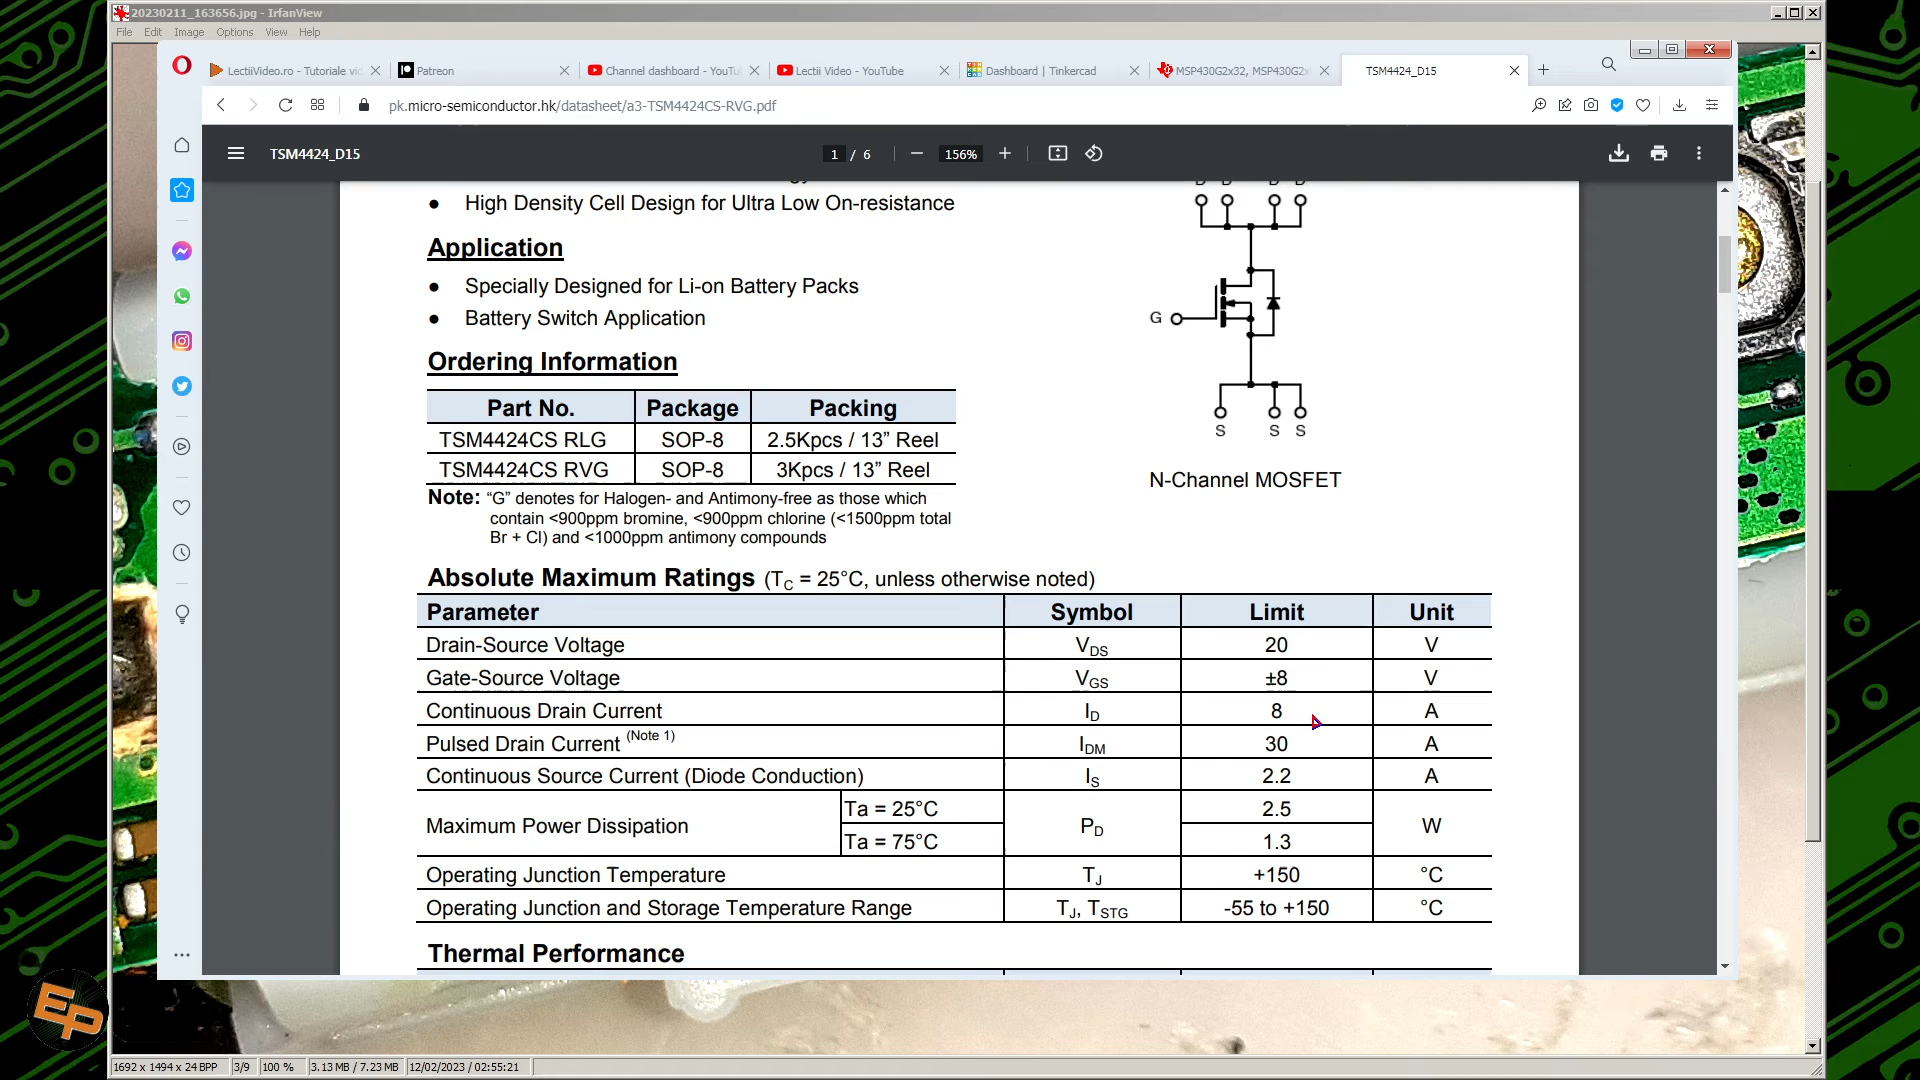 20230211_163656.jpg - IrfanView
File Edit Image Options View Help
LectiiVideo.ro - Tutoriale vid
Patreon
Channel dashboard - YouTu
Lectii Video - YouTube
Dashboard | Tinkercad
MSP430G2x32, MSP430G2x
TSM4424_D15
pk.micro-semiconductor.hk/datasheet/a3-TSM4424CS-RVG.pdf
TSM4424_D15
1 / 6
156%
D D D D
● High Density Cell Design for Ultra Low On-resistance
Application
● Specially Designed for Li-on Battery Packs
● Battery Switch Application
G
S S S
N-Channel MOSFET
Ordering Information
Part No. Package Packing
TSM4424CS RLG SOP-8 2.5Kpcs / 13” Reel
TSM4424CS RVG SOP-8 3Kpcs / 13” Reel
Note: “G” denotes for Halogen- and Antimony-free as those which
contain <900ppm bromine, <900ppm chlorine (<1500ppm total
Br + Cl) and <1000ppm antimony compounds
Absolute Maximum Ratings (TC = 25°C, unless otherwise noted)
Parameter Symbol Limit Unit
Drain-Source Voltage VDS 20 V
Gate-Source Voltage VGS ±8 V
Continuous Drain Current ID 8 A
Pulsed Drain Current (Note 1) IDM 30 A
Continuous Source Current (Diode Conduction) IS 2.2 A
Maximum Power Dissipation Ta = 25°C PD 2.5 W
Ta = 75°C 1.3
Operating Junction Temperature TJ +150 °C
Operating Junction and Storage Temperature Range TJ, TSTG -55 to +150 °C
Thermal Performance
EP
1692 x 1494 x 24 BPP 3/9 100 % 3.13 MB / 7.23 MB 12/02/2023 / 02:55:21